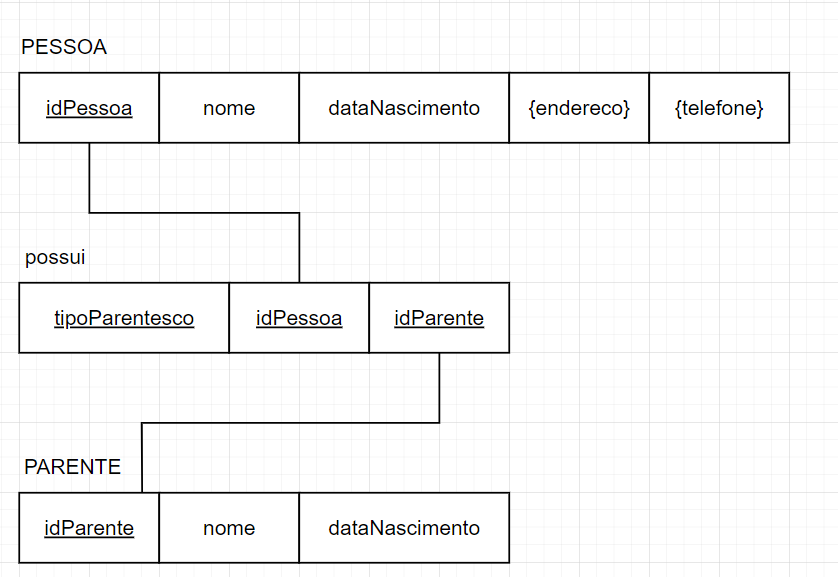 PESSOA
idPessoa nome dataNascimento {endereco} {telefone}
possui
tipoParentesco idPessoa idParente
PARENTE
idParente nome dataNascimento